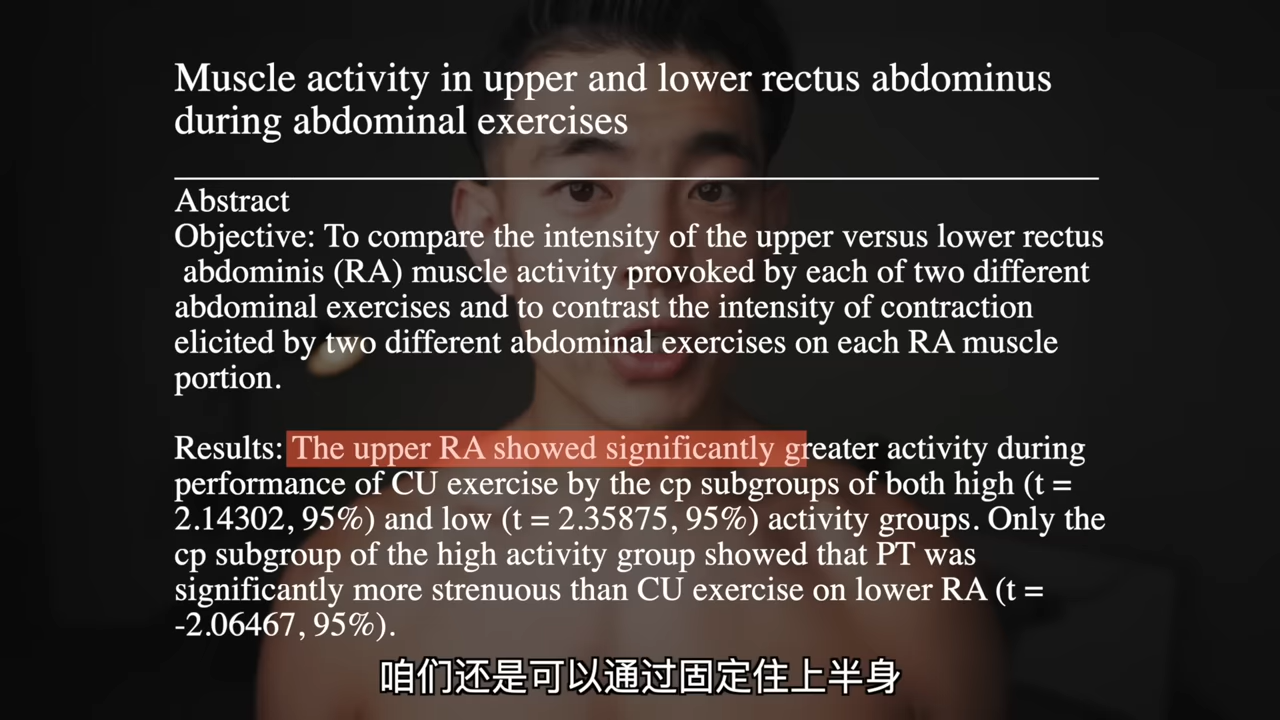 Muscle activity in upper and lower rectus abdominus
during abdominal exercises
Abstract
Objective: To compare the intensity of the upper versus lower rectus
abdominis (RA) muscle activity provoked by each of two different
abdominal exercises and to contrast the intensity of contraction
elicited by two different abdominal exercises on each RA muscle
portion.
Results: The upper RA showed significantly greater activity during
performance of CU exercise by the cp subgroups of both high (t =
2.14302, 95%) and low (t = 2.35875, 95%) activity groups. Only the
cp subgroup of the high activity group showed that PT was
significantly more strenuous than CU exercise on lower RA (t =
-2.06467, 95%).
咱们还是可以通过固定住上半身